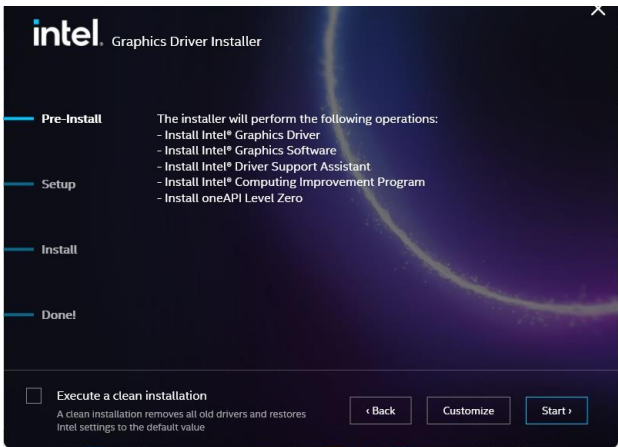 intel. Graphics Driver Installer
Pre-Install
The installer will perform the following operations:
- Install Intel® Graphics Driver
- Install Intel® Graphics Software
- Install Intel® Driver Support Assistant
- Install Intel® Computing Improvement Program
- Install oneAPI Level Zero
Setup
Install
Done!
Execute a clean installation
A clean installation removes all old drivers and restores
Intel settings to the default value
‹ Back
Customize
Start ›